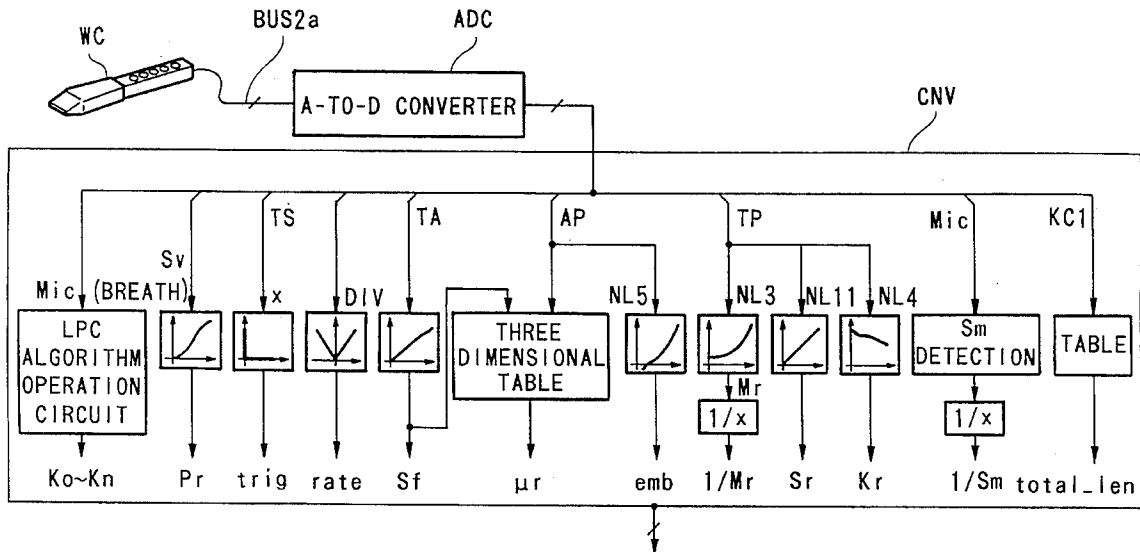 WC
BUS2a
ADC
A-TO-D CONVERTER
CNV
TS
TA
AP
TP
Mic
KC1
Sv
Mic (BREATH)
x
DIV
NL5
NL3
NL11
NL4
LPC
ALGORITHM
OPERATION
CIRCUIT
THREE
DIMENSIONAL
TABLE
Sm
DETECTION
TABLE
Mr
1/x
1/x
Ko~Kn
Pr
trig
rate
Sf
μr
emb
1/Mr
Sr
Kr
1/Sm
total_len